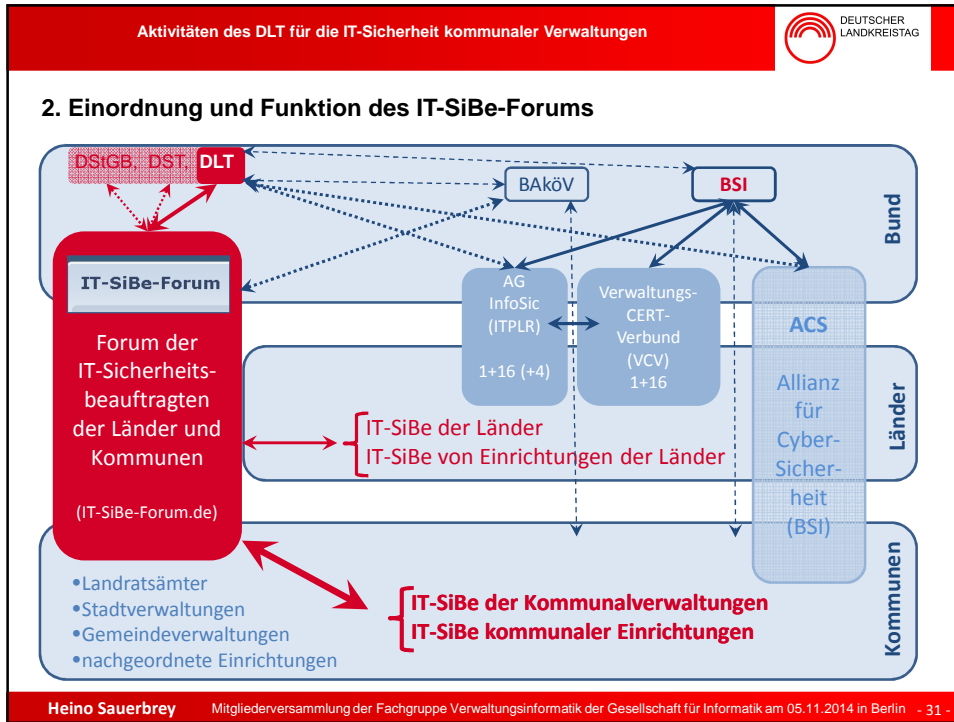 Aktivitäten des DLT für die IT-Sicherheit kommunaler Verwaltungen
DEUTSCHER
LANDKREISTAG
2. Einordnung und Funktion des IT-SiBe-Forums
DStGB, DST, DLT
BAköV
BSI
Bund
IT-SiBe-Forum
Forum der
IT-Sicherheits-
beauftragten
der Länder und
Kommunen
(IT-SiBe-Forum.de)
AG
InfoSic
(ITPLR)
1+16 (+4)
Verwaltungs-
CERT-
Verbund
(VCV)
1+16
ACS
Allianz
für
Cyber-
Sicher-
heit
(BSI)
Länder
IT-SiBe der Länder
IT-SiBe von Einrichtungen der Länder
Kommunen
•Landratsämter
•Stadtverwaltungen
•Gemeindeverwaltungen
•nachgeordnete Einrichtungen
IT-SiBe der Kommunalverwaltungen
IT-SiBe kommunaler Einrichtungen
Heino Sauerbrey Mitgliederversammlung der Fachgruppe Verwaltungsinformatik der Gesellschaft für Informatik am 05.11.2014 in Berlin - 31 -